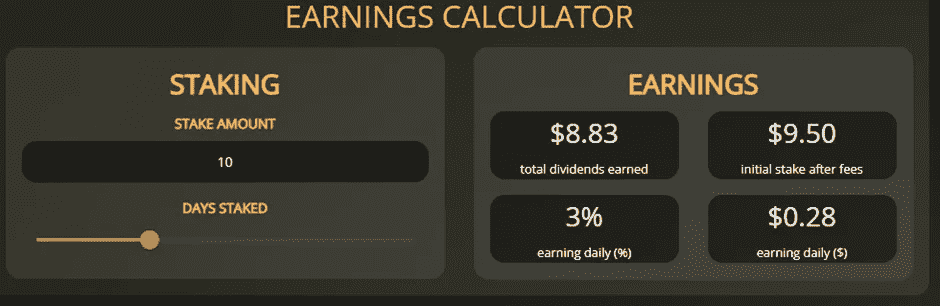 EARNINGS CALCULATOR
STAKING
STAKE AMOUNT
10
DAYS STAKED
EARNINGS
$8.83
total dividends earned
$9.50
initial stake after fees
3%
earning daily (%)
$0.28
earning daily ($)